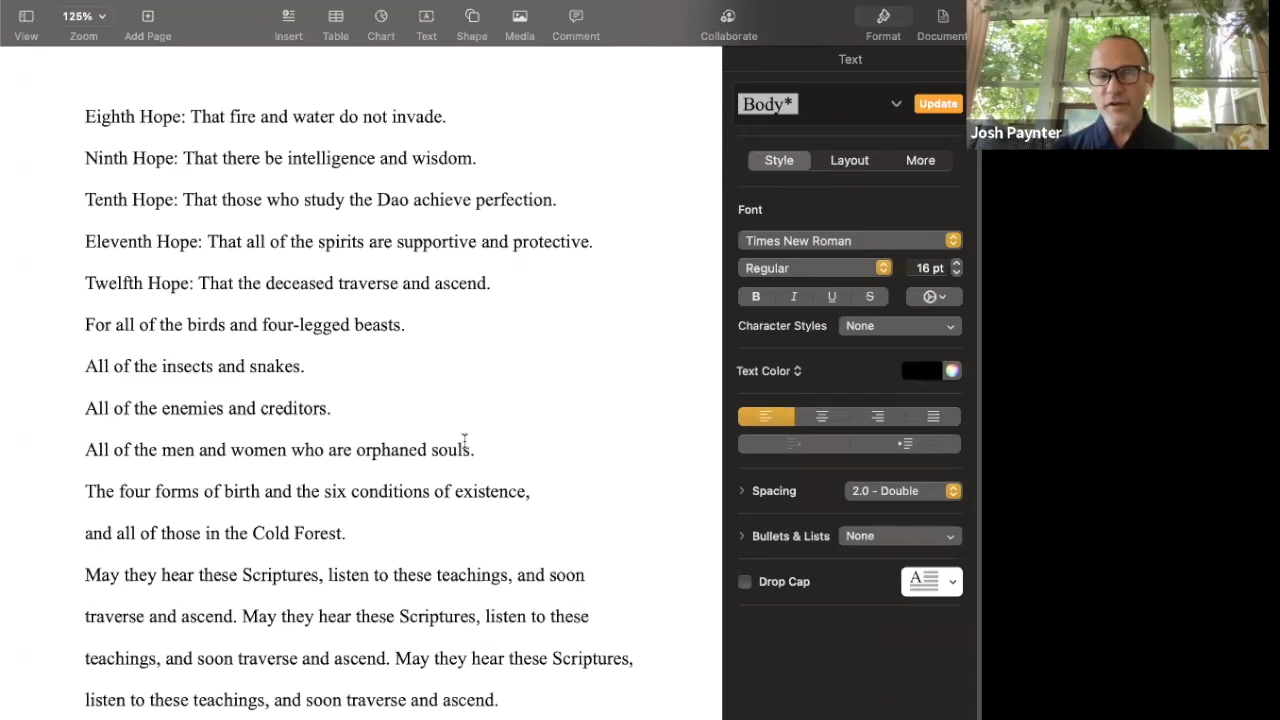 125%
View
Zoom
Add Page
Insert
Table
Chart
Text
Shape
Media
Comment
Collaborate
Format
Document
Text
Body*
Update
Style
Layout
More
Font
Times New Roman
Regular
16 pt
B I U S
Character Styles
None
Text Color
Spacing
2.0 - Double
Bullets & Lists
None
Drop Cap
A
Josh Paynter
Eighth Hope: That fire and water do not invade.
Ninth Hope: That there be intelligence and wisdom.
Tenth Hope: That those who study the Dao achieve perfection.
Eleventh Hope: That all of the spirits are supportive and protective.
Twelfth Hope: That the deceased traverse and ascend.
For all of the birds and four-legged beasts.
All of the insects and snakes.
All of the enemies and creditors.
All of the men and women who are orphaned souls.
The four forms of birth and the six conditions of existence,
and all of those in the Cold Forest.
May they hear these Scriptures, listen to these teachings, and soon
traverse and ascend. May they hear these Scriptures, listen to these
teachings, and soon traverse and ascend. May they hear these Scriptures,
listen to these teachings, and soon traverse and ascend.